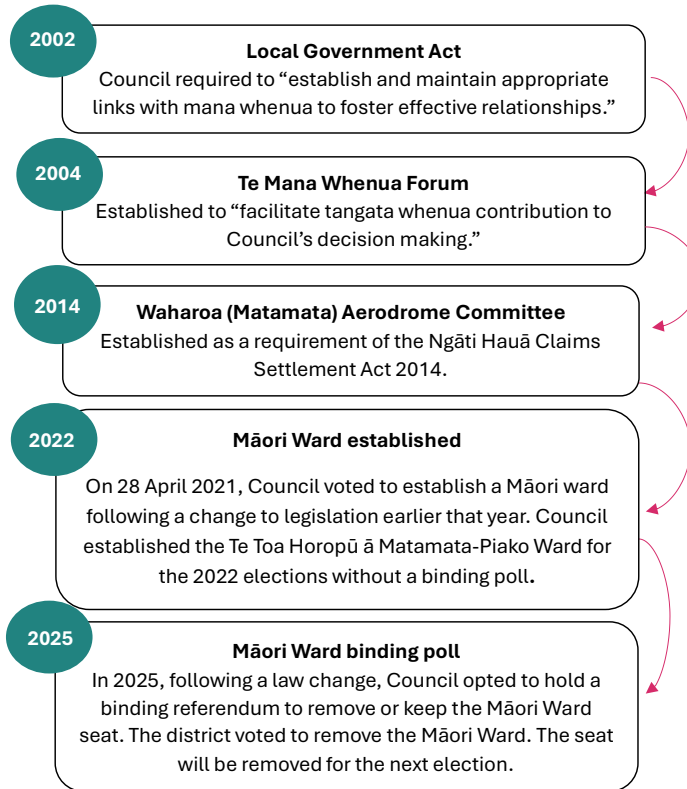 2002
Local Government Act
Council required to “establish and maintain appropriate
links with mana whenua to foster effective relationships.”
2004
Te Mana Whenua Forum
Established to “facilitate tangata whenua contribution to
Council’s decision making.”
2014
Waharoa (Matamata) Aerodrome Committee
Established as a requirement of the Ngāti Hauā Claims
Settlement Act 2014.
2022
Māori Ward established
On 28 April 2021, Council voted to establish a Māori ward
following a change to legislation earlier that year. Council
established the Te Toa Horopū ā Matamata-Piako Ward for
the 2022 elections without a binding poll.
2025
Māori Ward binding poll
In 2025, following a law change, Council opted to hold a
binding referendum to remove or keep the Māori Ward
seat. The district voted to remove the Māori Ward. The seat
will be removed for the next election.